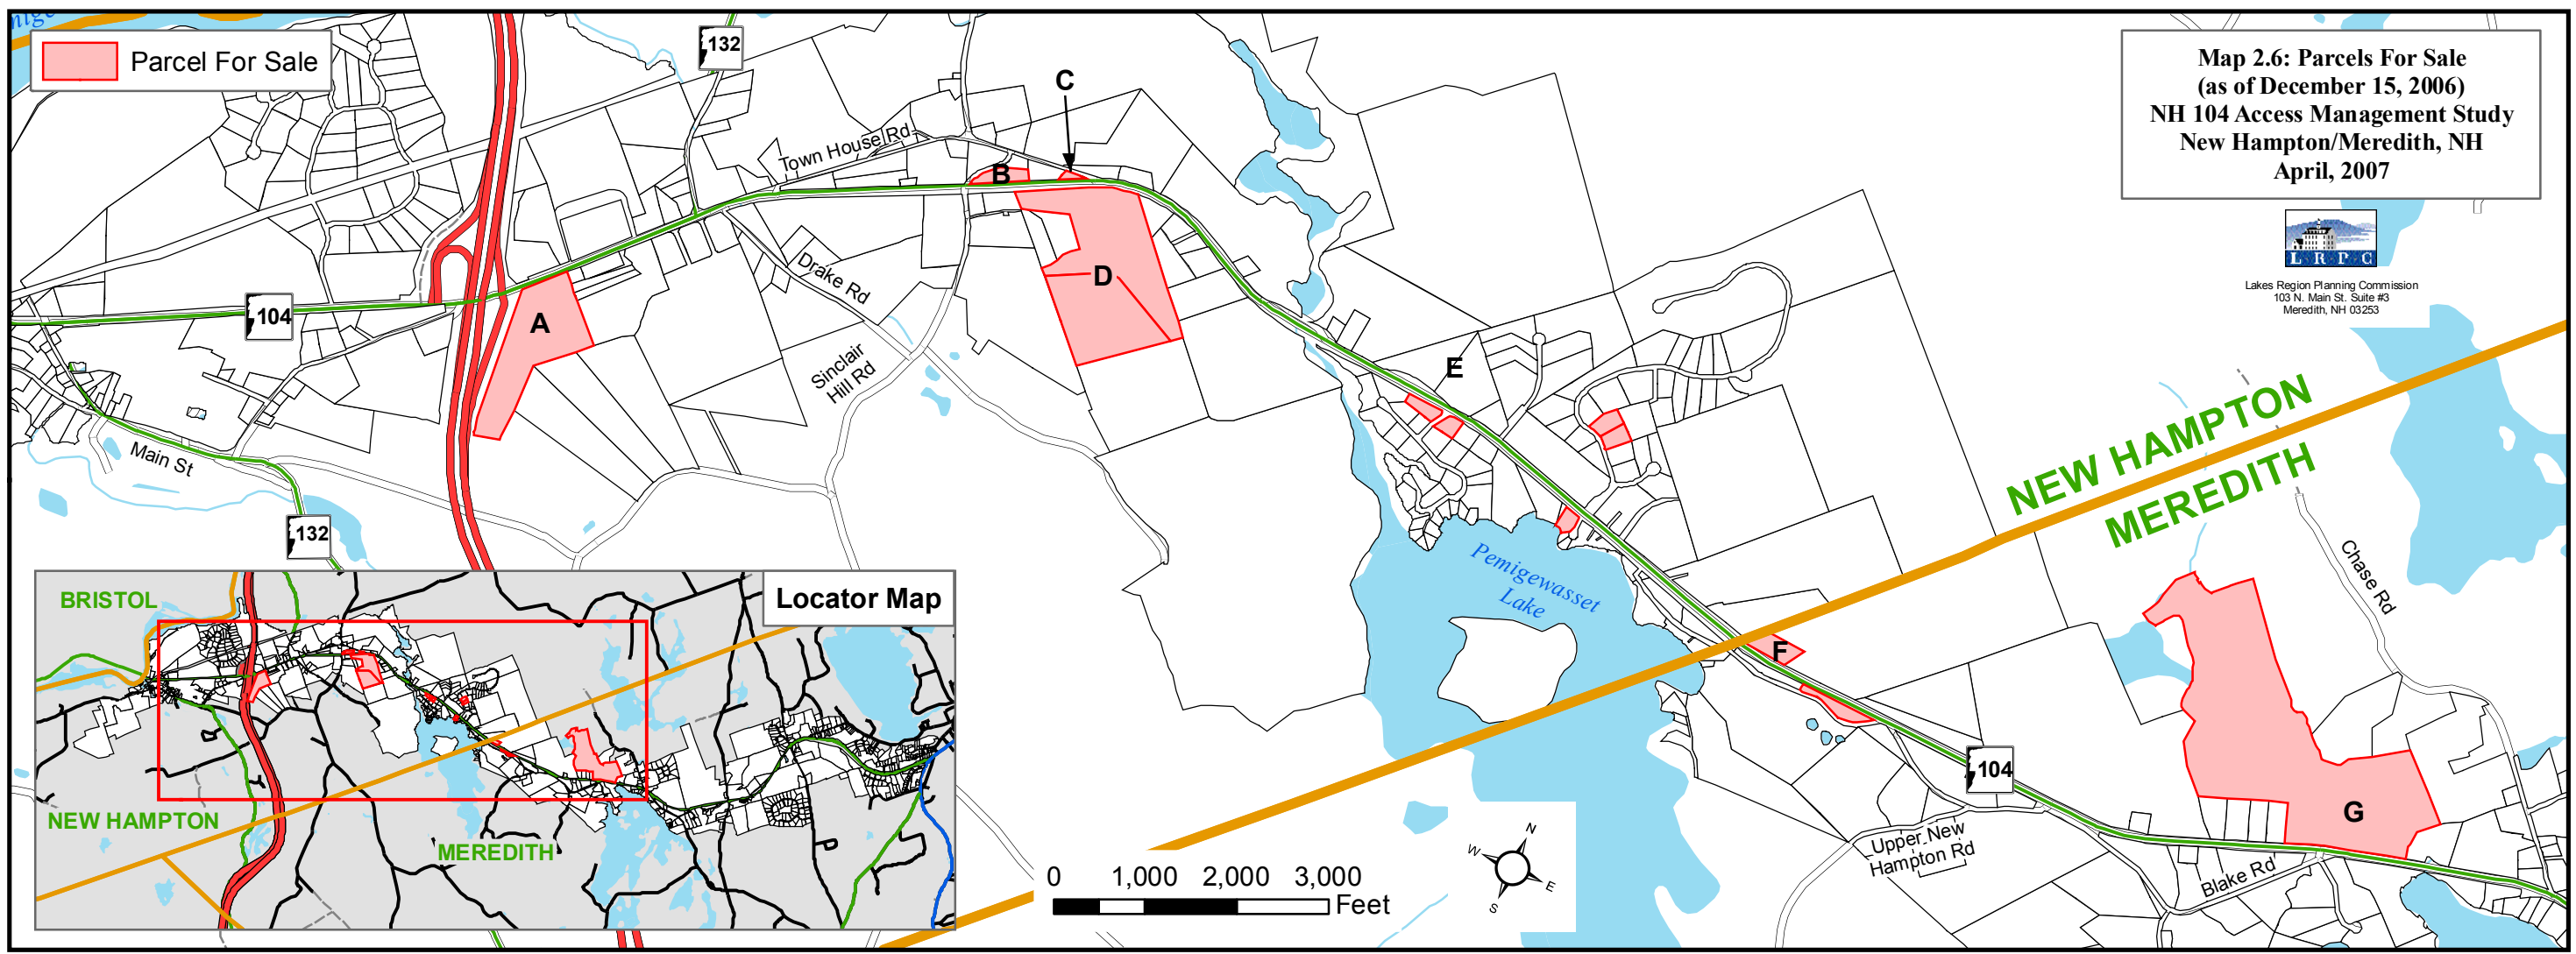 mige
Parcel For Sale
132
C
Map 2.6: Parcels For Sale
(as of December 15, 2006)
NH 104 Access Management Study
New Hampton/Meredith, NH
April, 2007
L R P C
Lakes Region Planning Commission
103 N. Main St. Suite #3
Meredith, NH 03253
Town House Rd
B
D
Drake Rd
104
A
Sinclair
Hill Rd
E
NEW HAMPTON
MEREDITH
Main St
132
Pemigewasset
Lake
Chase Rd
F
104
G
Upper New
Hampton Rd
Blake Rd
Locator Map
BRISTOL
NEW HAMPTON
MEREDITH
0 1,000 2,000 3,000
Feet
N
W
E
S